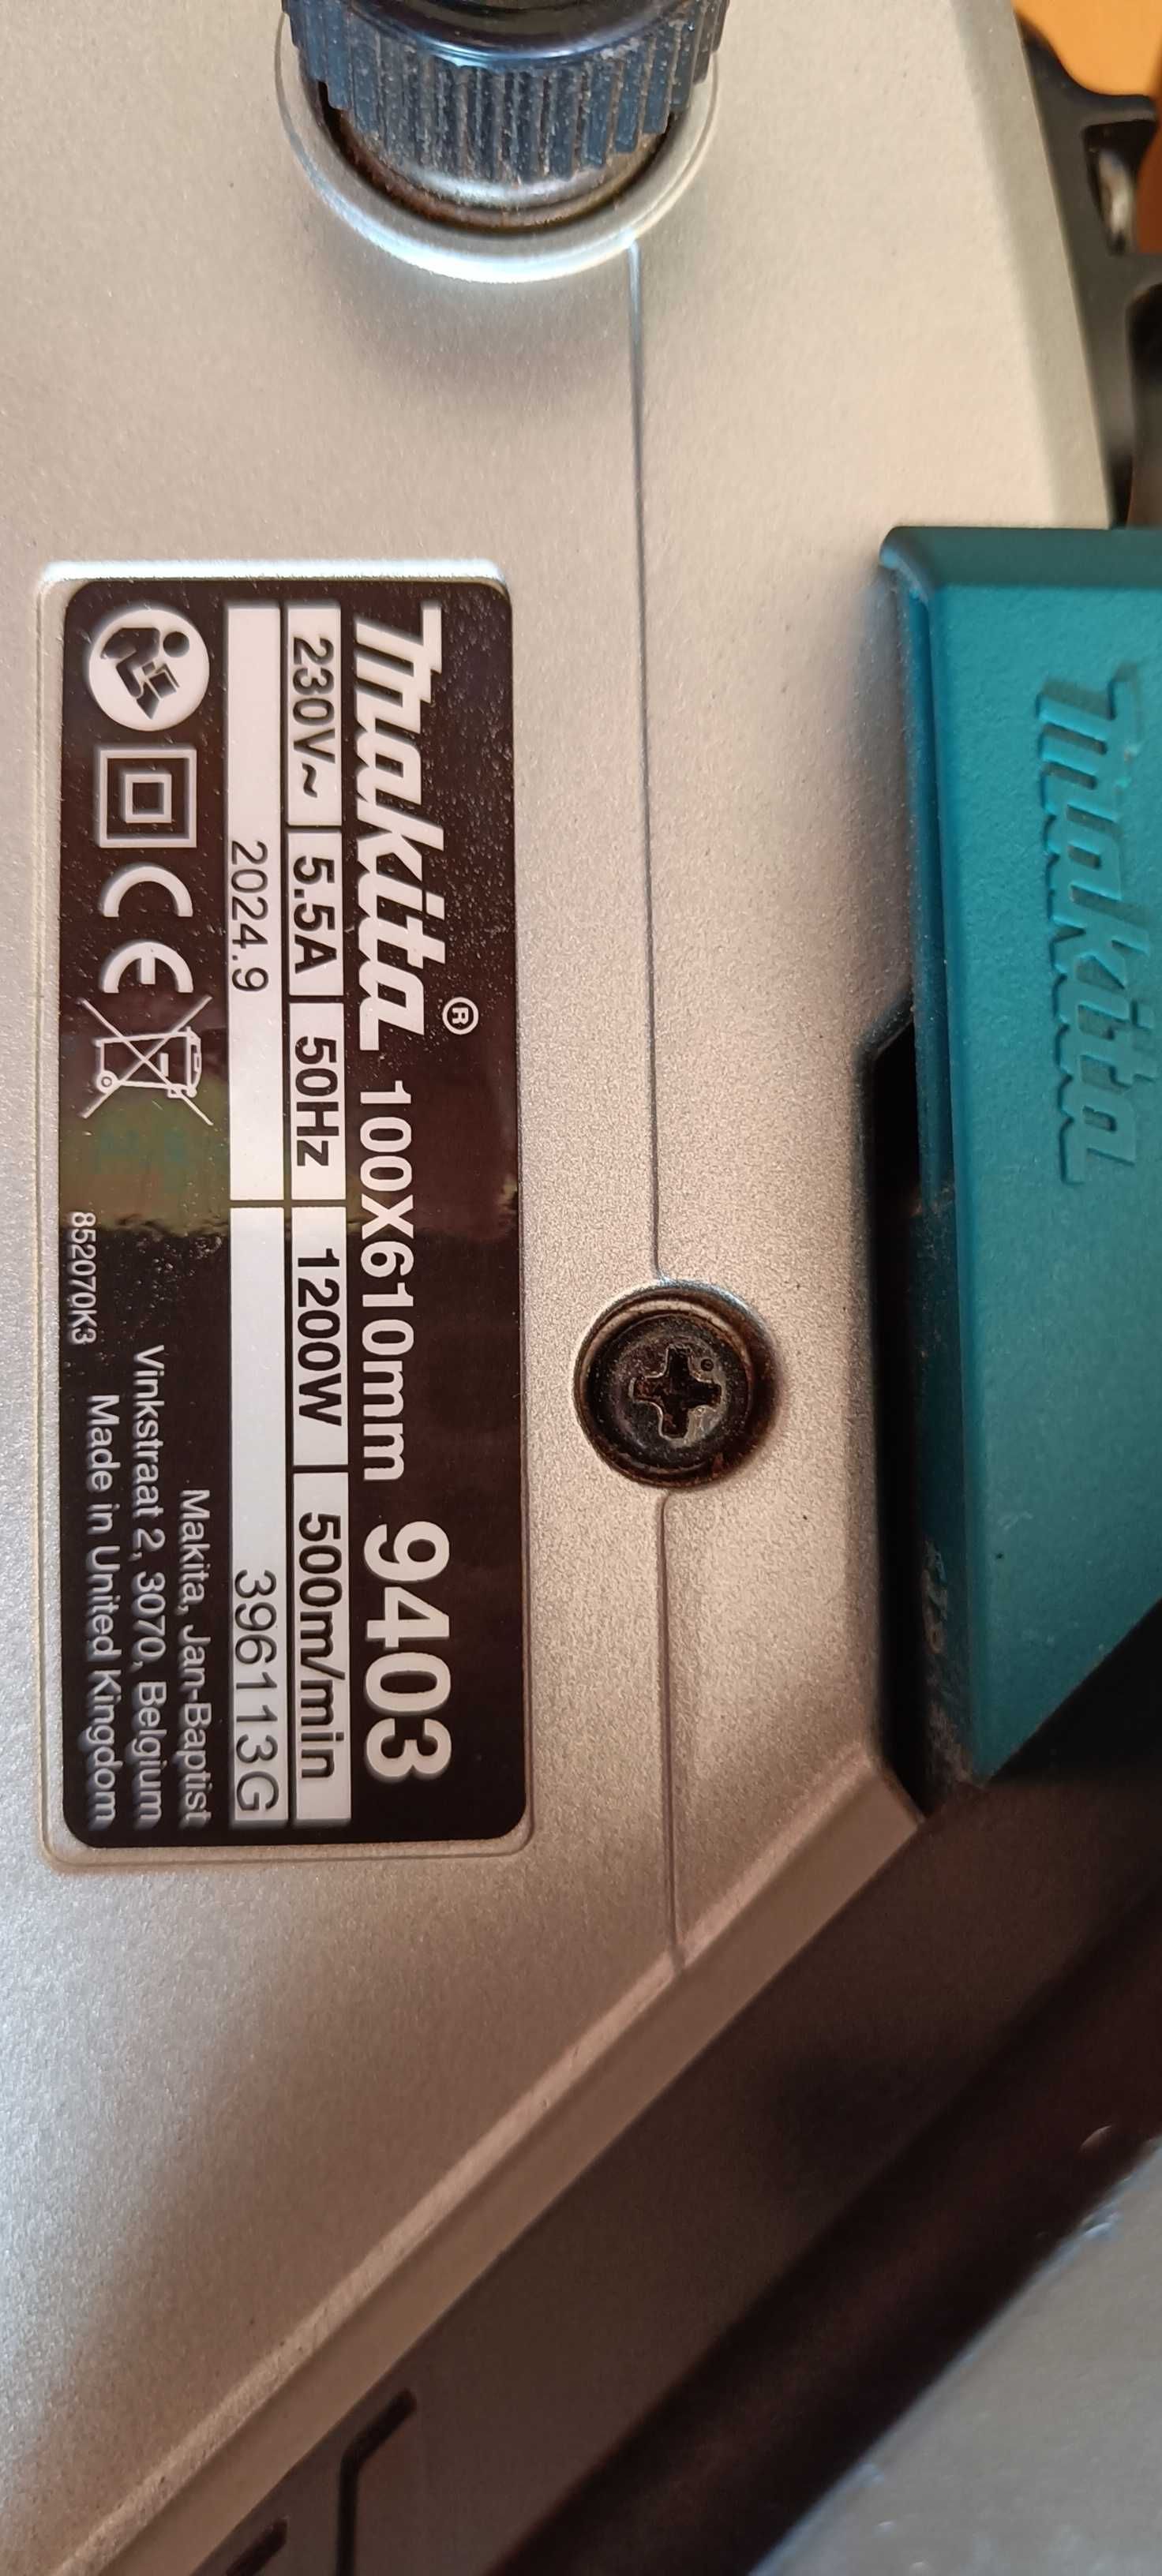 Makita® 100X610mm 9403
230V~ 5.5A 50Hz 1200W 500m/min
2024.9 396113G
Makita, Jan-Baptist
Vinkstraat 2, 3070, Belgium
852070K3 Made in United Kingdom
CE
Makita